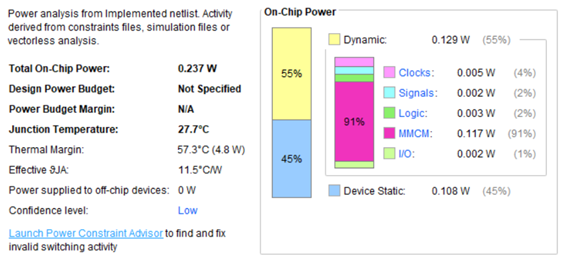 Power analysis from Implemented netlist. Activity
derived from constraints files, simulation files or
vectorless analysis.
Total On-Chip Power: 0.237 W
Design Power Budget: Not Specified
Power Budget Margin: N/A
Junction Temperature: 27.7°C
Thermal Margin: 57.3°C (4.8 W)
Effective ϑJA: 11.5°C/W
Power supplied to off-chip devices: 0 W
Confidence level: Low
Launch Power Constraint Advisor to find and fix
invalid switching activity
On-Chip Power
55%
45%
Dynamic: 0.129 W (55%)
91%
Clocks: 0.005 W (4%)
Signals: 0.002 W (2%)
Logic: 0.003 W (2%)
MMCM: 0.117 W (91%)
I/O: 0.002 W (1%)
Device Static: 0.108 W (45%)